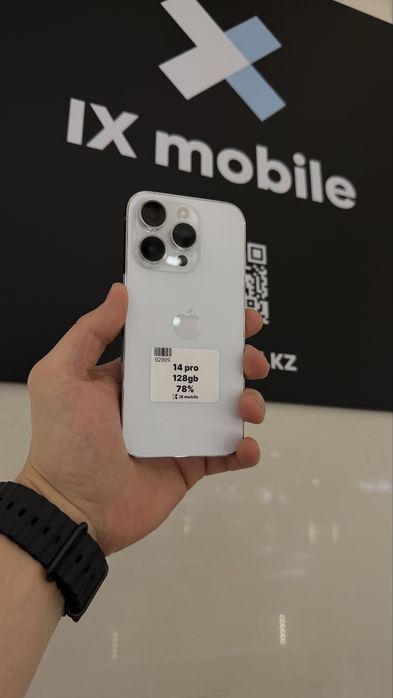 IX mobile
.KZ
02009
14 pro
128gb
78%
IX mobile